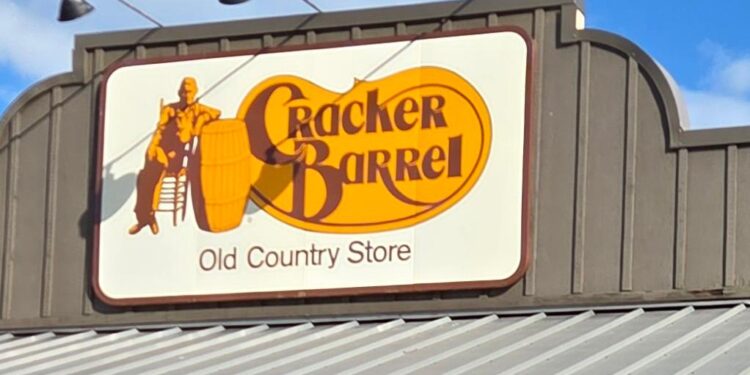 Cracker
Barrel
Old Country Store